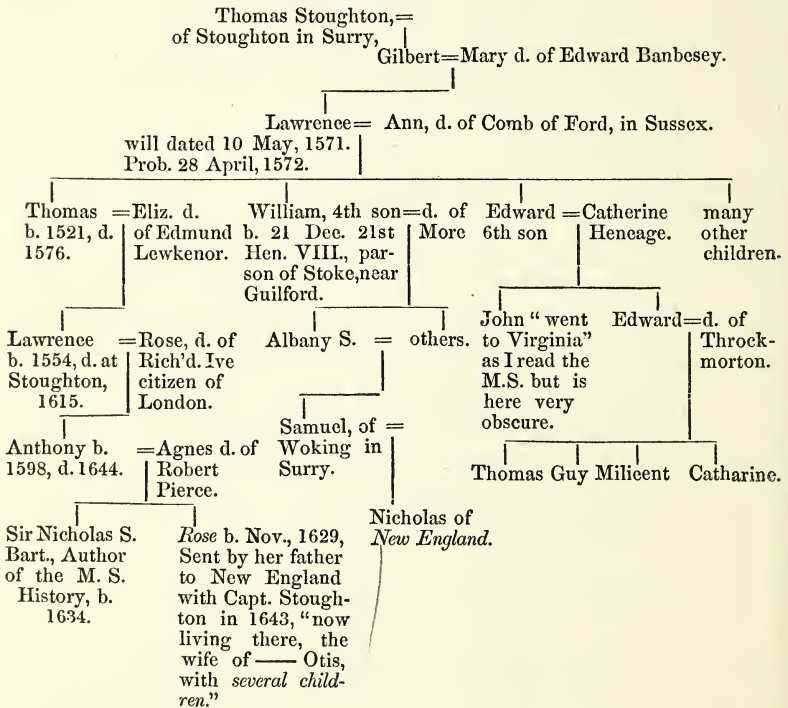 Thomas Stoughton,=
of Stoughton in Surry,
Gilbert=Mary d. of Edward Banbesey.
Lawrence= Ann, d. of Comb of Ford, in Sussex.
will dated 10 May, 1571.
Prob. 28 April, 1572.
Thomas =Eliz. d.
b. 1521, d. of Edmund
1576. Lewkenor.
William, 4th son=d. of
b. 21 Dec. 21st More
Hen. VIII., par-
son of Stoke, near
Guilford.
Edward =Catherine
6th son Heneage.
many
other
children.
Lawrence =Rose, d. of
b. 1554, d. at Rich'd. Ive
Stoughton, citizen of
1615. London.
Albany S. = others.
John "went
to Virginia"
as I read the
M.S. but is
here very
obscure.
Edward=d. of
Throck-
morton.
Anthony b. =Agnes d. of
1598, d. 1644. Robert
Pierce.
Samuel, of =
Woking in
Surry.
Thomas Guy Milicent Catharine.
Sir Nicholas S.
Bart., Author
of the M. S.
History, b.
1634.
Rose b. Nov., 1629,
Sent by her father
to New England
with Capt. Stough-
ton in 1643, "now
living there, the
wife of —— Otis,
with several child-
ren."
Nicholas of
New England.